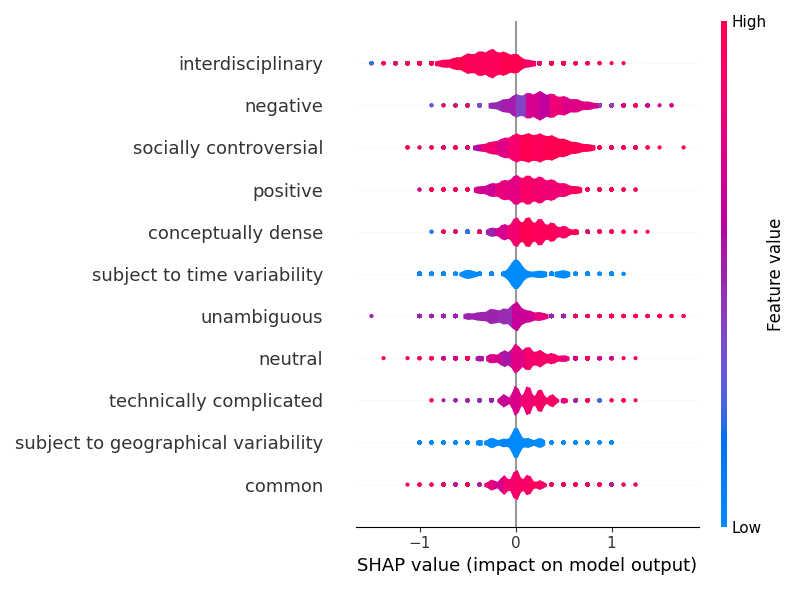 High
interdisciplinary
negative
socially controversial
positive
conceptually dense
subject to time variability
unambiguous
neutral
technically complicated
subject to geographical variability
common
Feature value
Low
−1
0
1
SHAP value (impact on model output)